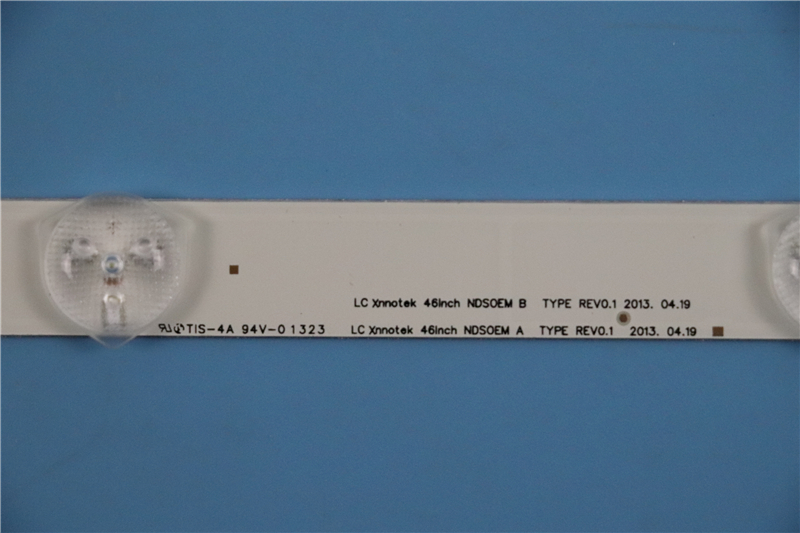 LC Xnnotek 46Inch NDSOEM B TYPE REV0.1 2013. 04.19
TIS-4A 94V-0 1323 LC Xnnotek 46Inch NDSOEM A TYPE REV0.1 2013. 04.19